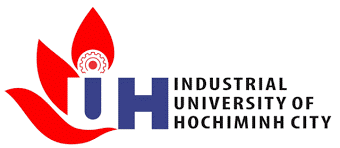 IUH
INDUSTRIAL
UNIVERSITY OF
HOCHIMINH CITY